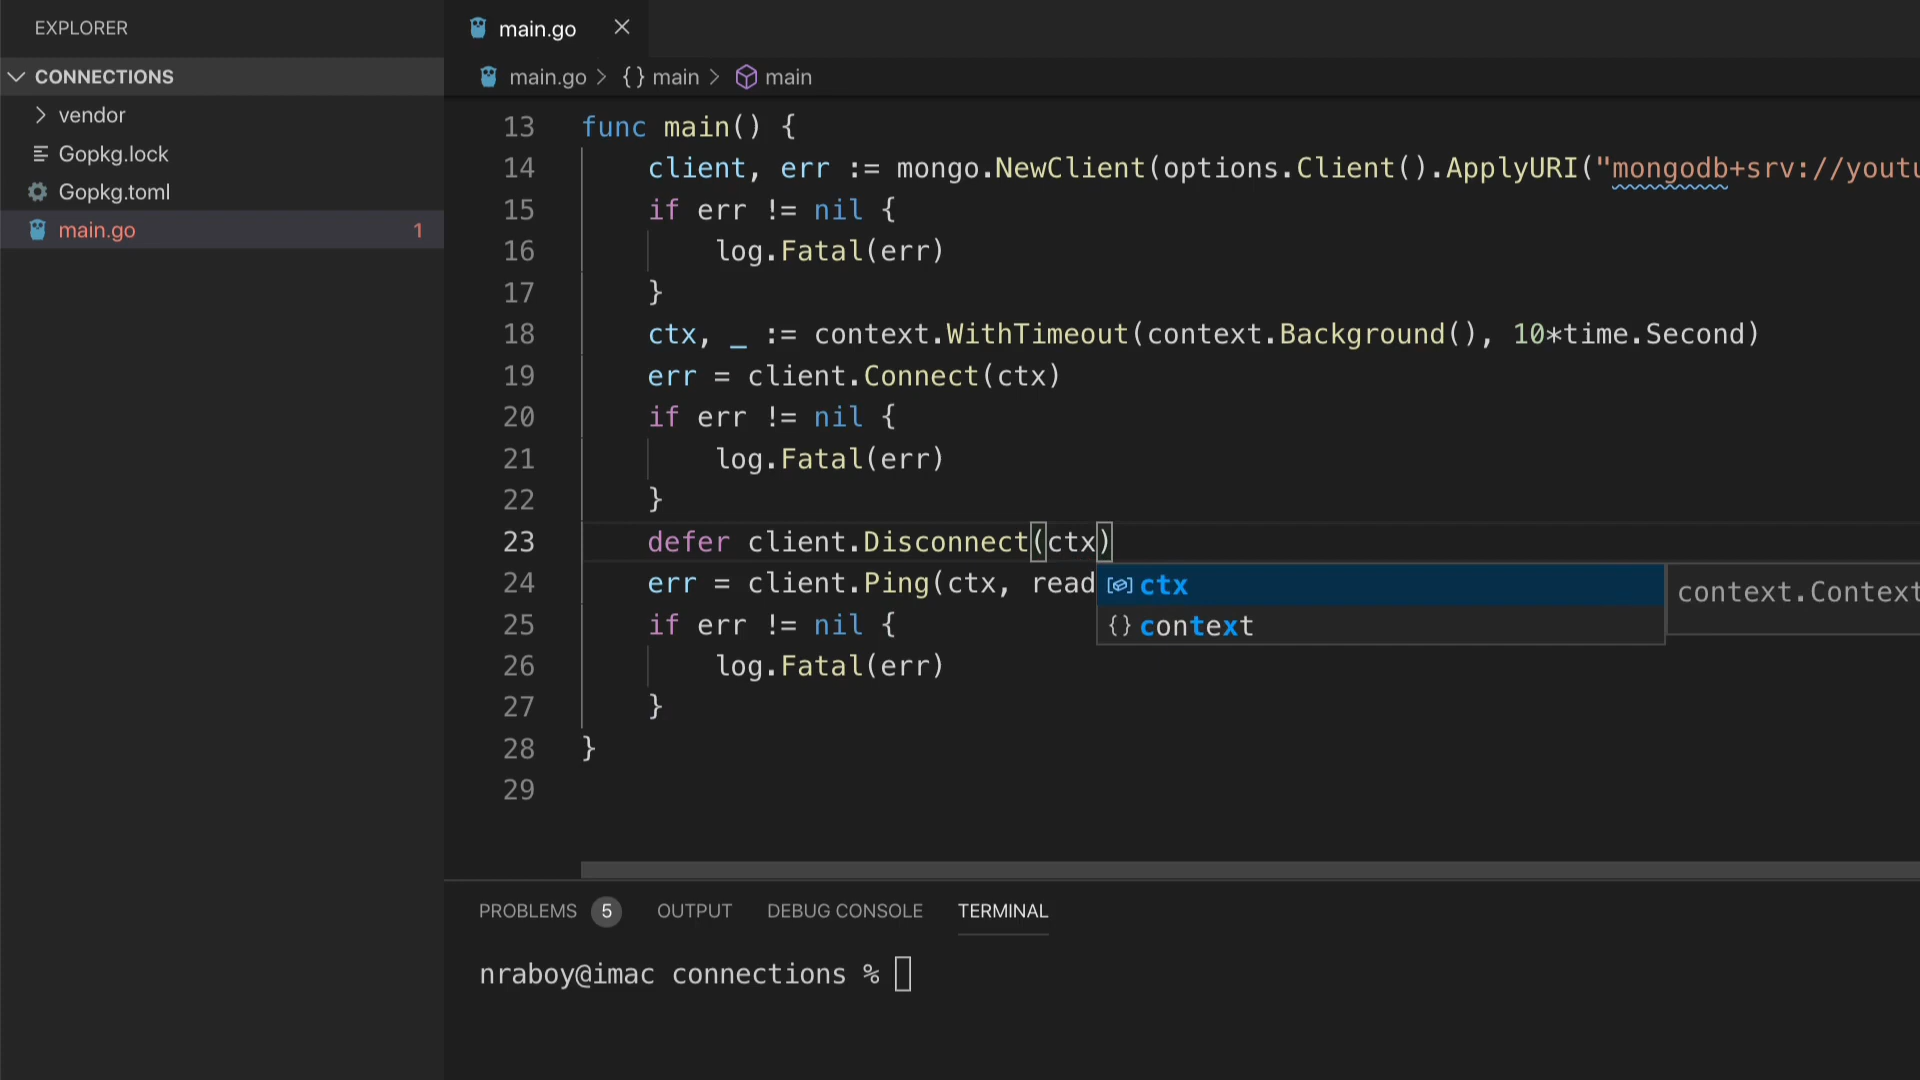 EXPLORER
CONNECTIONS
vendor
Gopkg.lock
Gopkg.toml
main.go 1
main.go
main.go > {} main > main
13 func main() {
14 client, err := mongo.NewClient(options.Client().ApplyURI("mongodb+srv://youtu
15 if err != nil {
16 log.Fatal(err)
17 }
18 ctx, _ := context.WithTimeout(context.Background(), 10*time.Second)
19 err = client.Connect(ctx)
20 if err != nil {
21 log.Fatal(err)
22 }
23 defer client.Disconnect(ctx)
24 err = client.Ping(ctx, read
ctx
context.Context
{} context
25 if err != nil {
26 log.Fatal(err)
27 }
28 }
29
PROBLEMS 5 OUTPUT DEBUG CONSOLE TERMINAL
nraboy@imac connections %